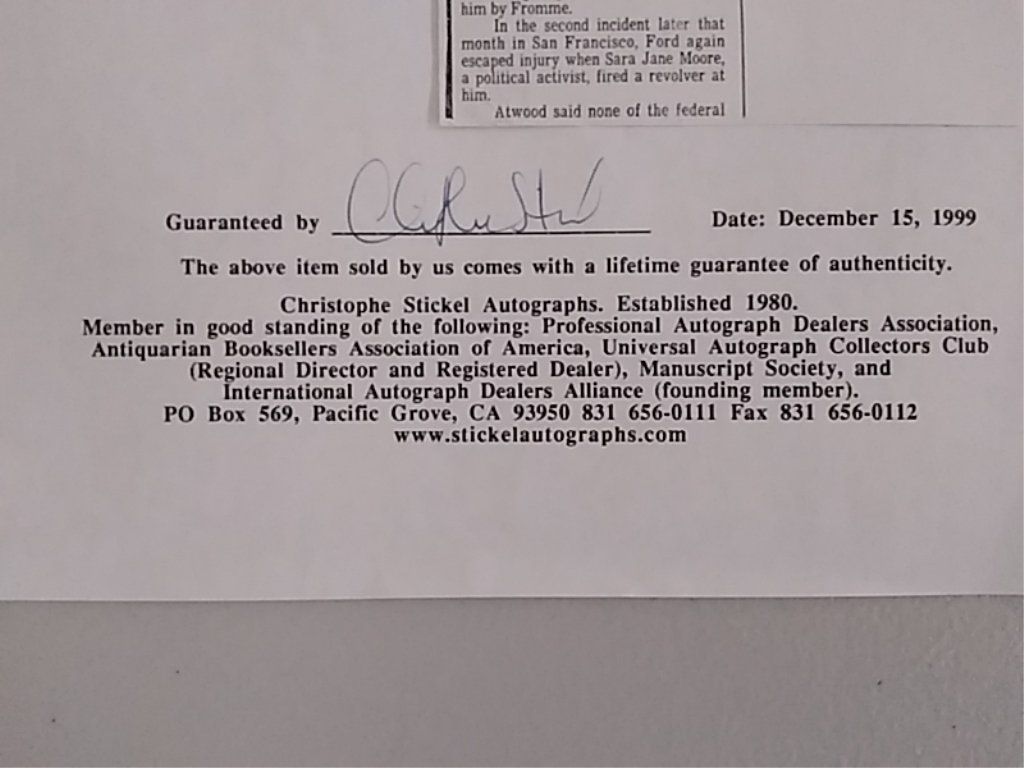 him by Fromme.
In the second incident later that
month in San Francisco, Ford again
escaped injury when Sara Jane Moore,
a political activist, fired a revolver at
him.
Atwood said none of the federal
Guaranteed by Date: December 15, 1999
The above item sold by us comes with a lifetime guarantee of authenticity.
Christophe Stickel Autographs. Established 1980.
Member in good standing of the following: Professional Autograph Dealers Association,
Antiquarian Booksellers Association of America, Universal Autograph Collectors Club
(Regional Director and Registered Dealer), Manuscript Society, and
International Autograph Dealers Alliance (founding member).
PO Box 569, Pacific Grove, CA 93950 831 656-0111 Fax 831 656-0112
www.stickelautographs.com